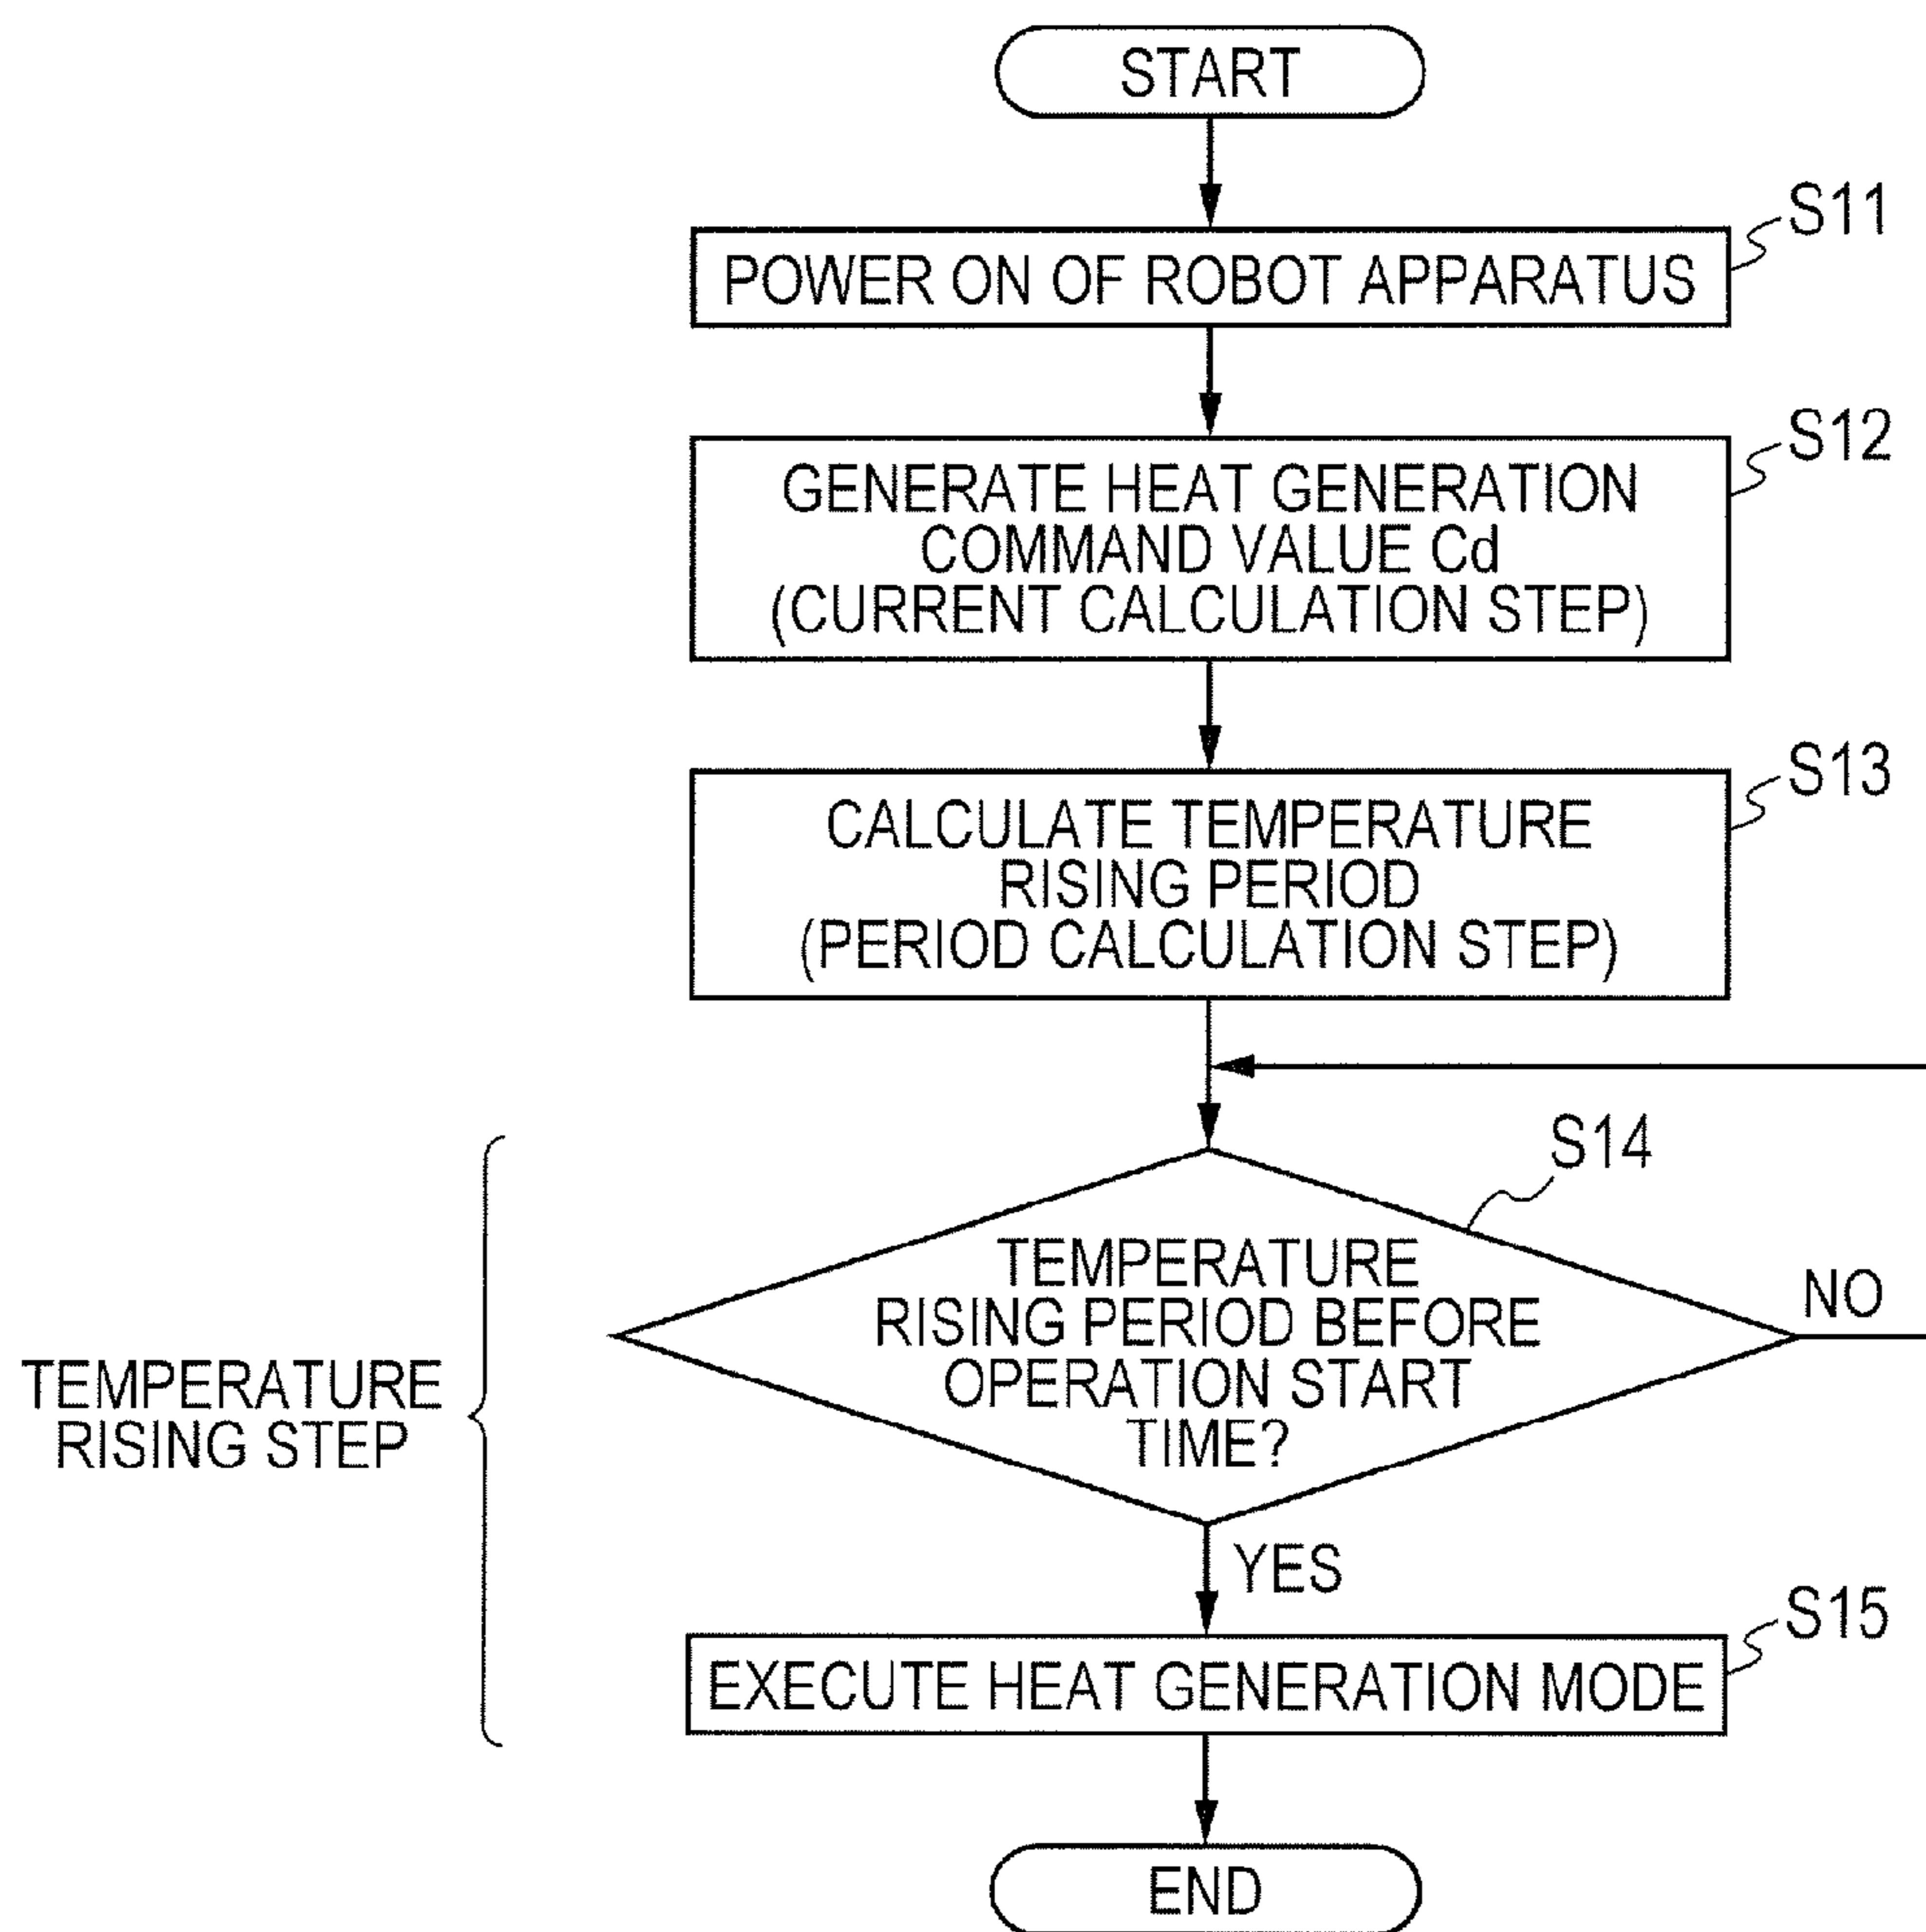 START
S11
POWER ON OF ROBOT APPARATUS
S12
GENERATE HEAT GENERATION
COMMAND VALUE Cd
(CURRENT CALCULATION STEP)
S13
CALCULATE TEMPERATURE
RISING PERIOD
(PERIOD CALCULATION STEP)
S14
TEMPERATURE
RISING PERIOD BEFORE
OPERATION START
TIME?
NO
TEMPERATURE
RISING STEP
YES
S15
EXECUTE HEAT GENERATION MODE
END